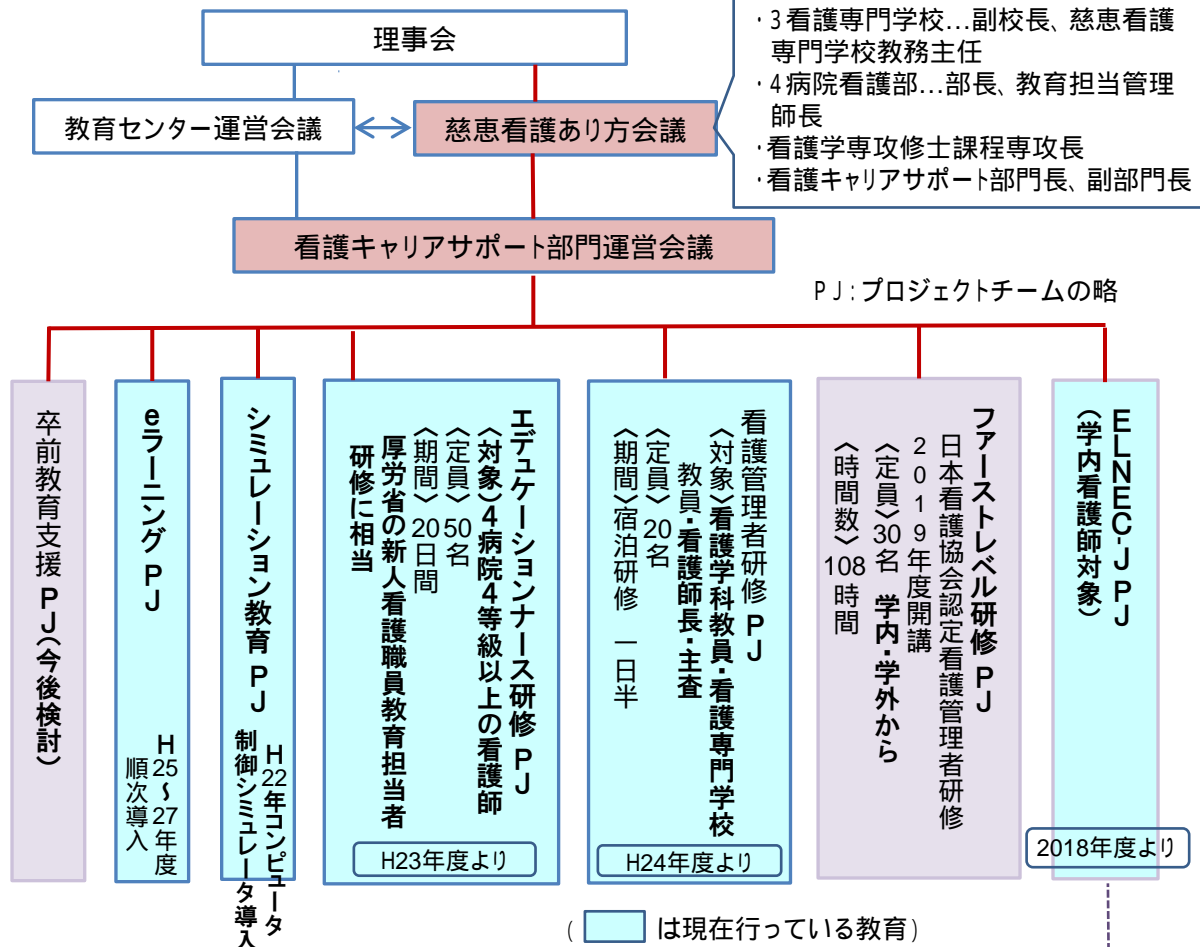 ・3看護専門学校…副校長、慈恵看護
専門学校教務主任
・4病院看護部…部長、教育担当管理
師長
・看護学専攻修士課程専攻長
・看護キャリアサポート部門長、副部門長
理事会
教育センター運営会議
慈恵看護あり方会議
看護キャリアサポート部門運営会議
PJ:プロジェクトチームの略
卒前教育支援PJ(今後検討)
eラーニングPJ
H25~27年度
順次導入
シミュレーション教育PJ
H22年コンピュータ
制御シミュレータ導入
エデュケーションナース研修PJ
〈対象〉4病院4等級以上の看護師
〈定員〉50名
〈期間〉20日間
厚労省の新人看護職員教育担当者
研修に相当
H23年度より
看護管理者研修PJ
〈対象〉看護学科教員・看護専門学校
教員・看護師長・主査
〈定員〉20名
〈期間〉宿泊研修 一日半
H24年度より
ファーストレベル研修PJ
日本看護協会認定看護管理者研修
2019年度開講
〈定員〉30名 学内・学外から
〈時間数〉108時間
ELNEC-J PJ
(学内看護師対象)
2018年度より
( は現在行っている教育)